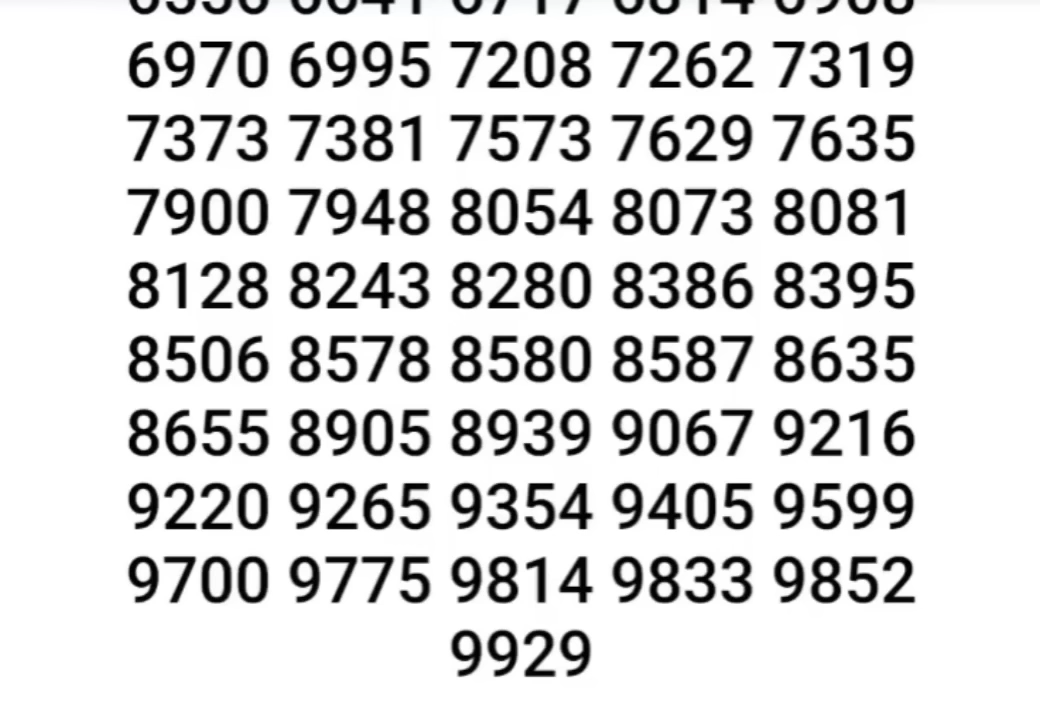 6970 6995 7208 7262 7319
7373 7381 7573 7629 7635
7900 7948 8054 8073 8081
8128 8243 8280 8386 8395
8506 8578 8580 8587 8635
8655 8905 8939 9067 9216
9220 9265 9354 9405 9599
9700 9775 9814 9833 9852
9929